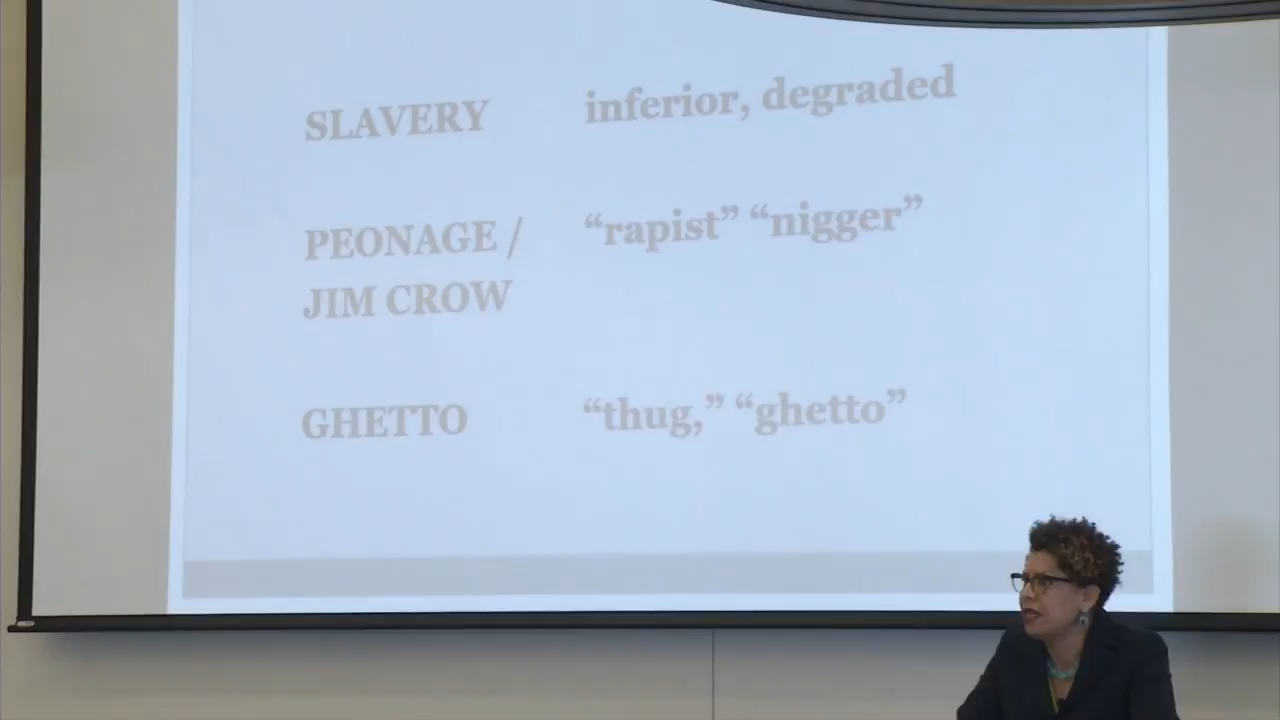 SLAVERY inferior, degraded
PEONAGE / “rapist” “nigger”
JIM CROW
GHETTO “thug,” “ghetto”